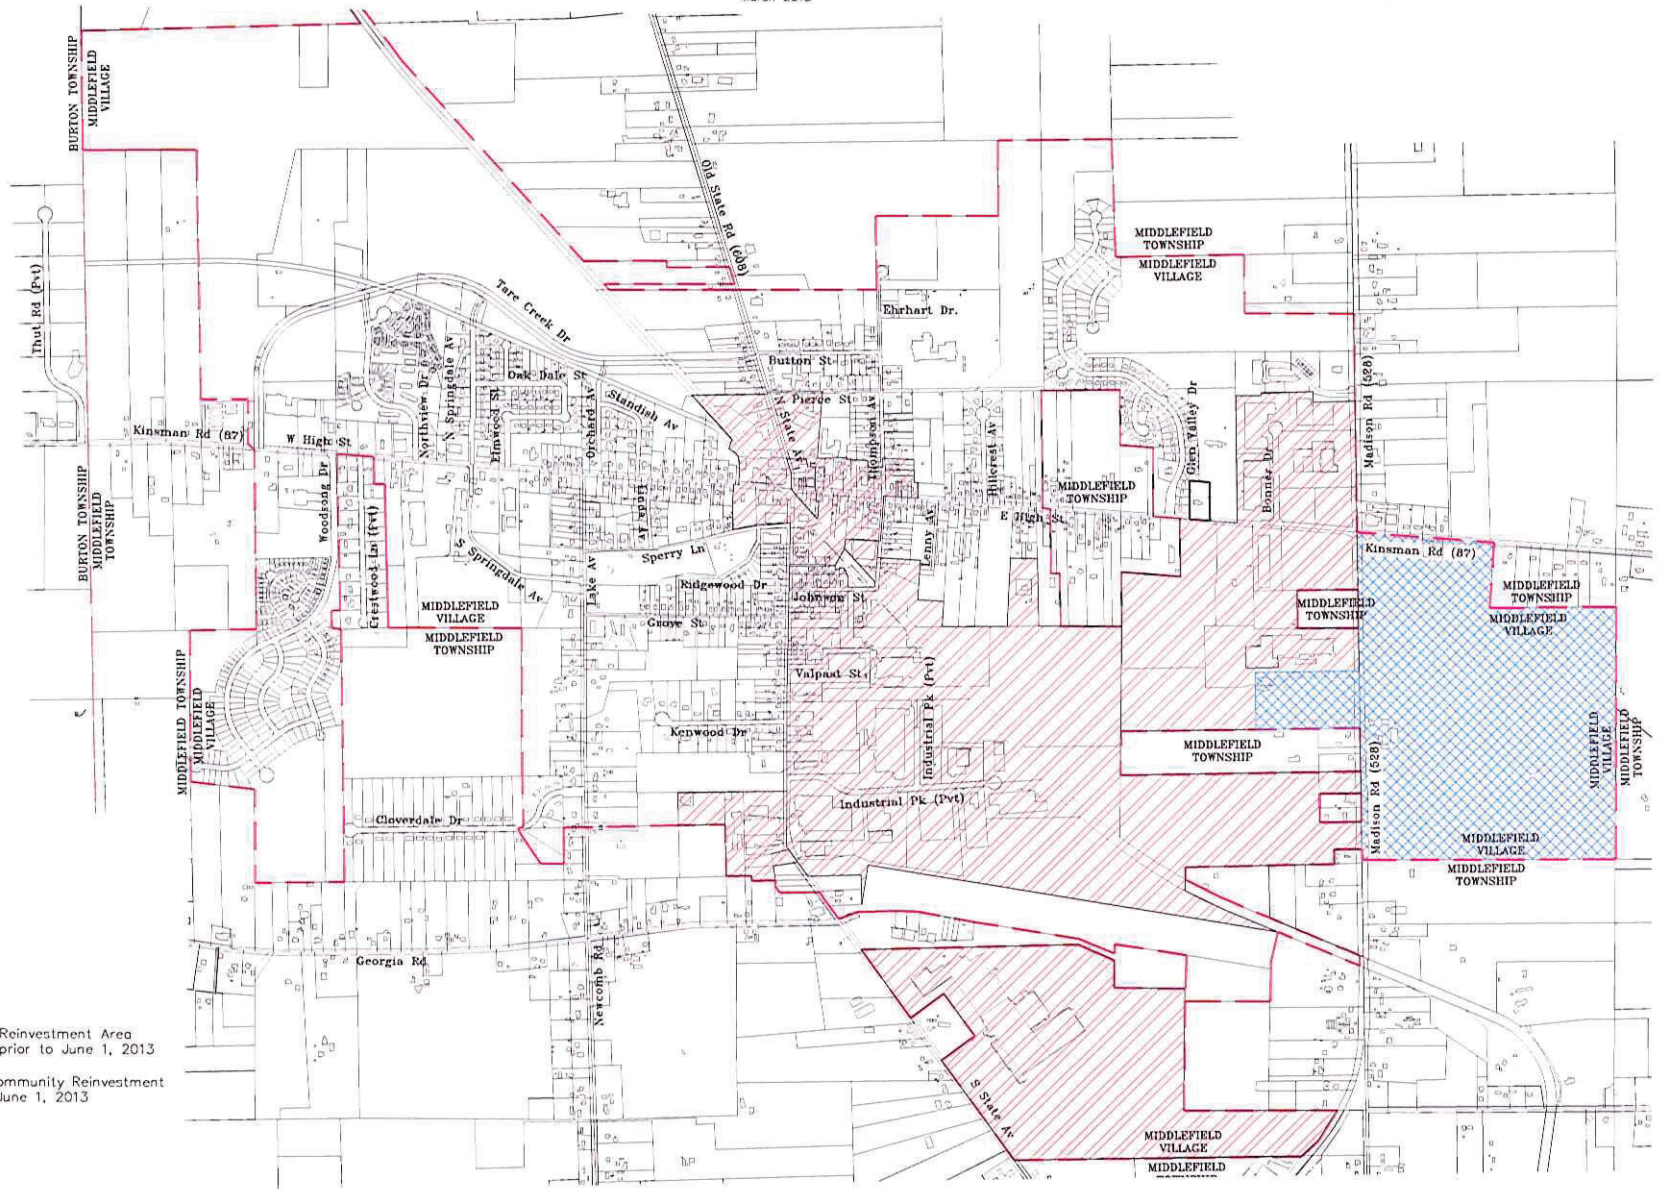 BURTON TOWNSHIP
MIDDLEFIELD
VILLAGE
Old State Rd (608)
MIDDLEFIELD
TOWNSHIP
MIDDLEFIELD
VILLAGE
Thut Rd (Pvt)
Tare Creek Dr
Ehrhart Dr.
Button St
Oak Dale St
N Springdale Av
Northview Dr
Elmwood St
Orchard Av
Standish Av
N State Av
Pierce St
Thompson Av
Madison Rd (528)
Kinsman Rd (87)
W High St
Woodsong Dr
Hillcrest Av
Glen Valley Dr
Bonner Dr
MIDDLEFIELD
TOWNSHIP
E High St
BURTON TOWNSHIP
MIDDLEFIELD
TOWNSHIP
Crestwood Ln (Pvt)
S Springdale Av
Sperry Ln
Lenny Av
Kinsman Rd (87)
Lake Av
Ridgewood Dr
Johnson St
Grove St
MIDDLEFIELD
VILLAGE
MIDDLEFIELD
TOWNSHIP
MIDDLEFIELD
TOWNSHIP
MIDDLEFIELD
TOWNSHIP
MIDDLEFIELD
VILLAGE
MIDDLEFIELD TOWNSHIP
MIDDLEFIELD
VILLAGE
Valpast St
Industrial Pk (Pvt)
Kenwood Dr
MIDDLEFIELD
TOWNSHIP
MIDDLEFIELD
VILLAGE
MIDDLEFIELD
TOWNSHIP
Madison Rd (528)
Industrial Pk (Pvt)
Cloverdale Dr
MIDDLEFIELD
VILLAGE
MIDDLEFIELD
TOWNSHIP
Georgia Rd
Newcomb Rd
Reinvestment Area
prior to June 1, 2013
ommunity Reinvestment
June 1, 2013
S State Av
MIDDLEFIELD
VILLAGE
MIDDLEFIELD